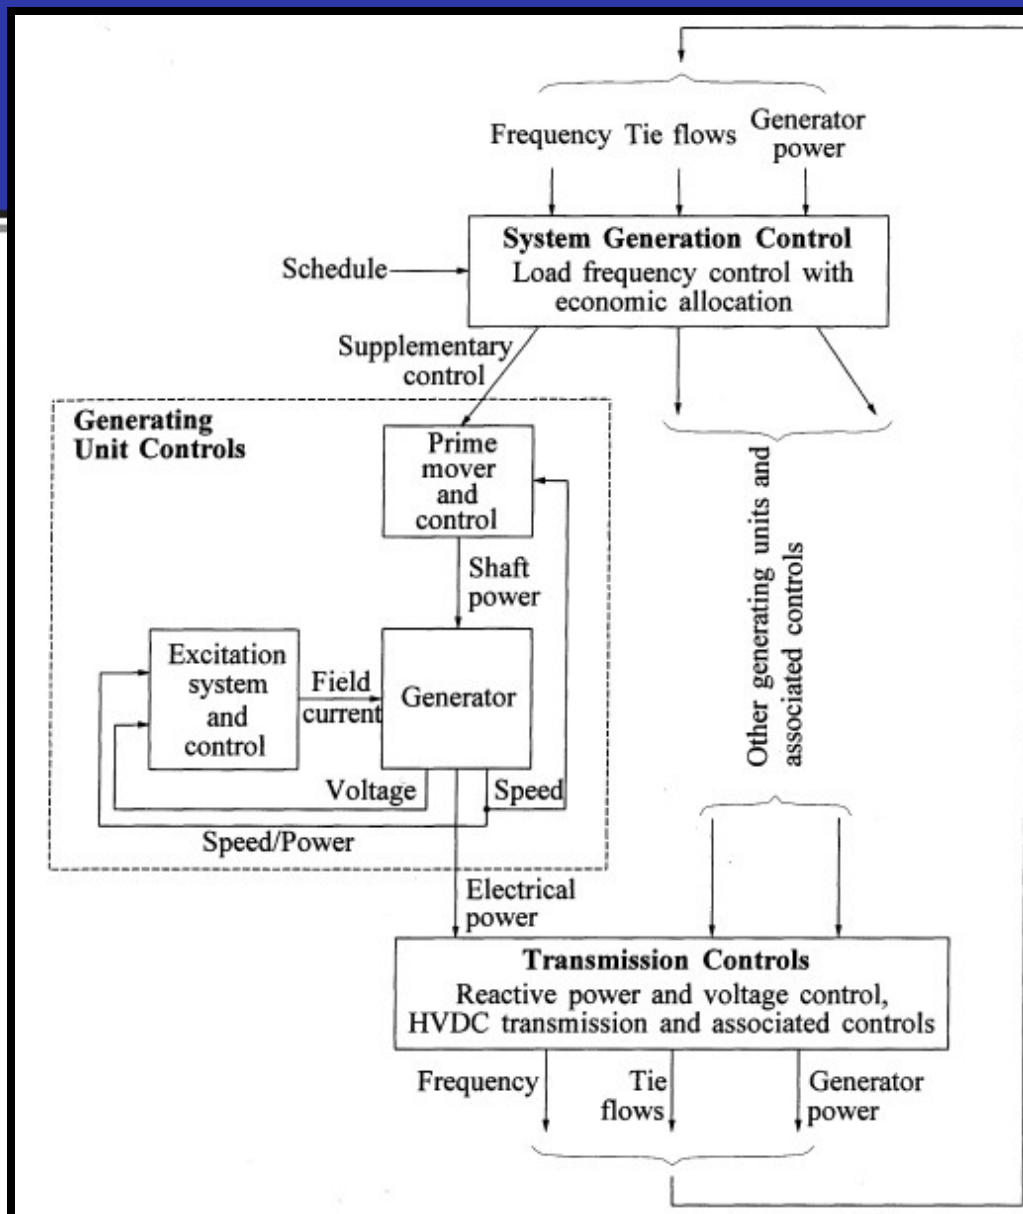 Frequency Tie flows Generator
power
System Generation Control
Load frequency control with
economic allocation
Schedule
Supplementary
control
Generating
Unit Controls
Prime
mover
and
control
Shaft
power
Excitation
system
and
control
Field
current
Generator
Voltage
Speed
Speed/Power
Other generating units and
associated controls
Electrical
power
Transmission Controls
Reactive power and voltage control,
HVDC transmission and associated controls
Frequency
Tie
flows
Generator
power